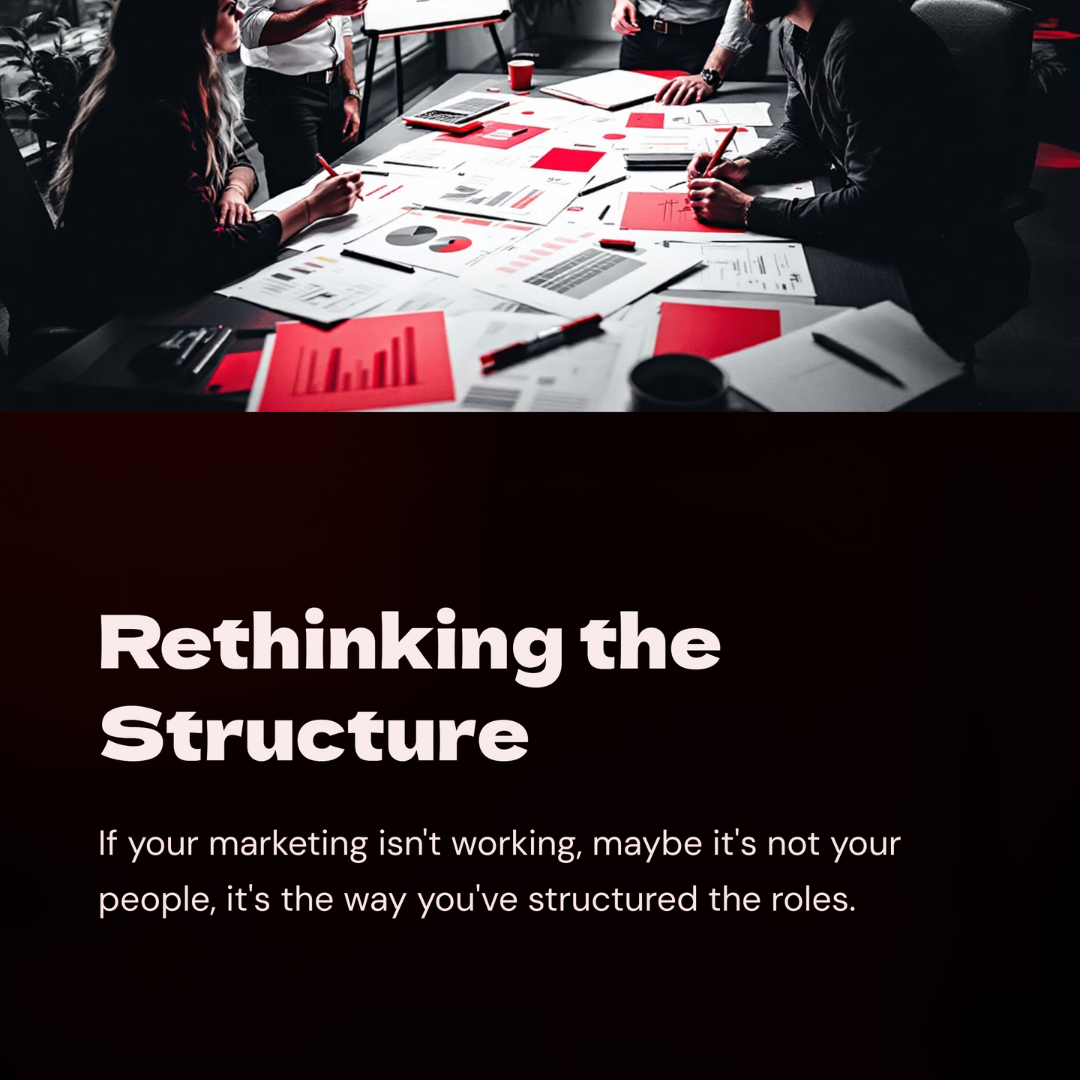 Rethinking the
Structure
If your marketing isn't working, maybe it's not your
people, it's the way you've structured the roles.